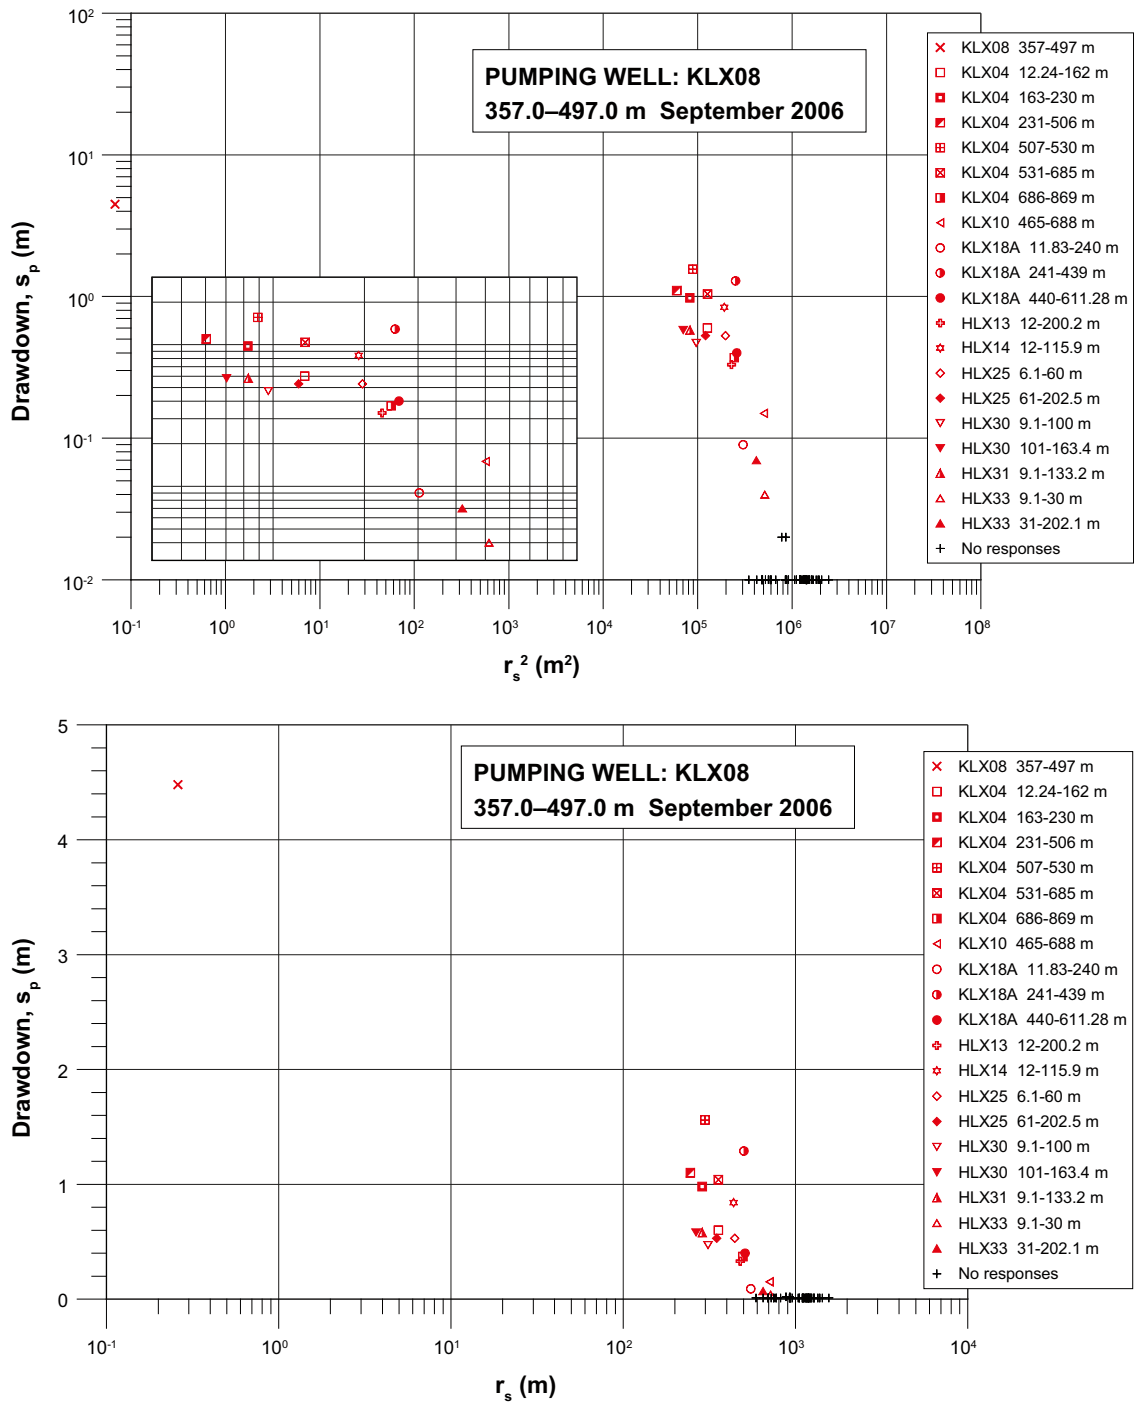 10²
10¹
10⁰
10⁻¹
10⁻²
Drawdown, sₚ (m)
PUMPING WELL: KLX08
357.0–497.0 m September 2006
KLX08 357-497 m
KLX04 12.24-162 m
KLX04 163-230 m
KLX04 231-506 m
KLX04 507-530 m
KLX04 531-685 m
KLX04 686-869 m
KLX10 465-688 m
KLX18A 11.83-240 m
KLX18A 241-439 m
KLX18A 440-611.28 m
HLX13 12-200.2 m
HLX14 12-115.9 m
HLX25 6.1-60 m
HLX25 61-202.5 m
HLX30 9.1-100 m
HLX30 101-163.4 m
HLX31 9.1-133.2 m
HLX33 9.1-30 m
HLX33 31-202.1 m
No responses
10⁻¹ 10⁰ 10¹ 10² 10³ 10⁴ 10⁵ 10⁶ 10⁷ 10⁸
rₛ² (m²)
5
4
3
2
1
0
Drawdown, sₚ (m)
PUMPING WELL: KLX08
357.0–497.0 m September 2006
KLX08 357-497 m
KLX04 12.24-162 m
KLX04 163-230 m
KLX04 231-506 m
KLX04 507-530 m
KLX04 531-685 m
KLX04 686-869 m
KLX10 465-688 m
KLX18A 11.83-240 m
KLX18A 241-439 m
KLX18A 440-611.28 m
HLX13 12-200.2 m
HLX14 12-115.9 m
HLX25 6.1-60 m
HLX25 61-202.5 m
HLX30 9.1-100 m
HLX30 101-163.4 m
HLX31 9.1-133.2 m
HLX33 9.1-30 m
HLX33 31-202.1 m
No responses
10⁻¹ 10⁰ 10¹ 10² 10³ 10⁴
rₛ (m)